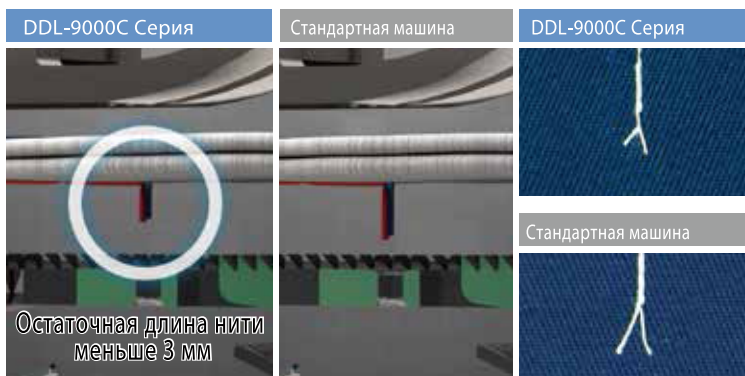 DDL-9000C Серия
Стандартная машина
DDL-9000C Серия
Стандартная машина
Остаточная длина нити
меньше 3 мм